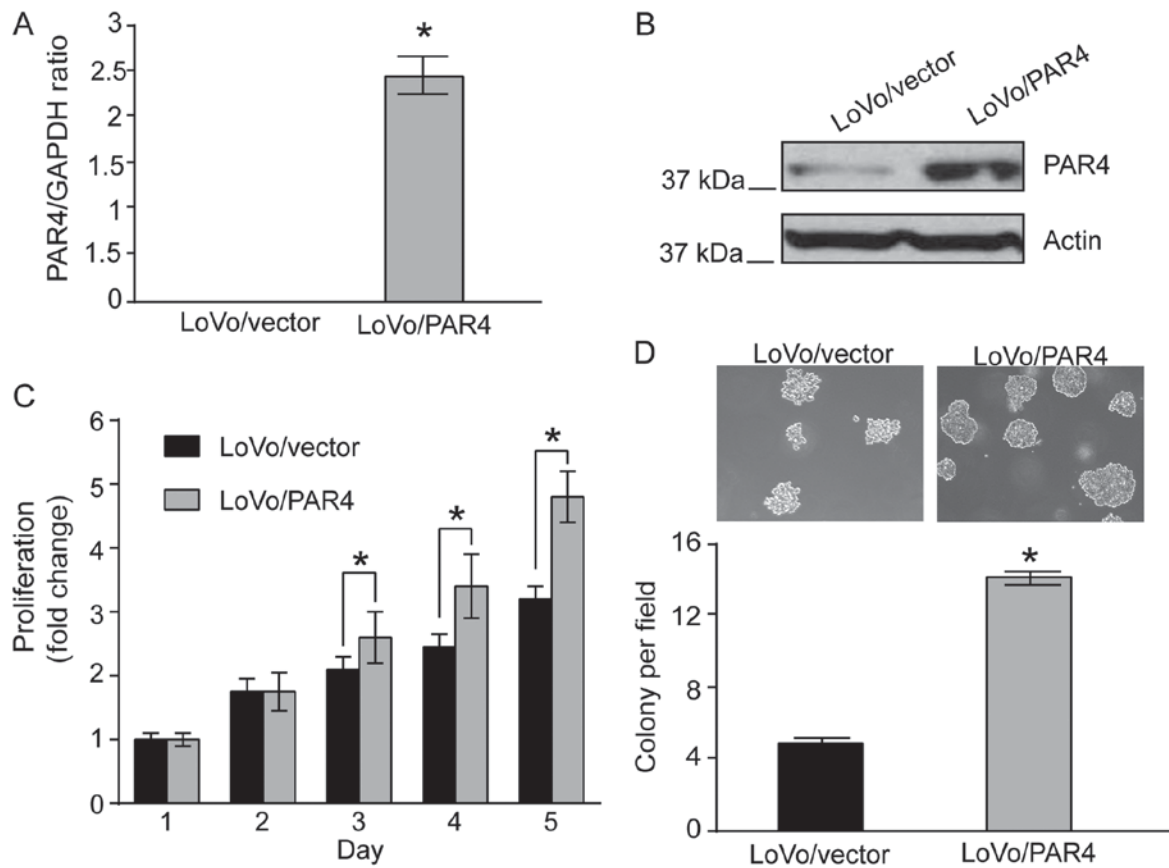 A
PAR4/GAPDH ratio
3
2.5
2
1.5
1
1.5
0
*
LoVo/vector
LoVo/PAR4
B
LoVo/vector
LoVo/PAR4
37 kDa
PAR4
37 kDa
Actin
C
Proliferation
(fold change)
6
5
4
3
2
1
0
LoVo/vector
LoVo/PAR4
*
*
*
1 2 3 4 5
Day
D
LoVo/vector
LoVo/PAR4
Colony per field
16
12
8
4
0
*
LoVo/vector
LoVo/PAR4